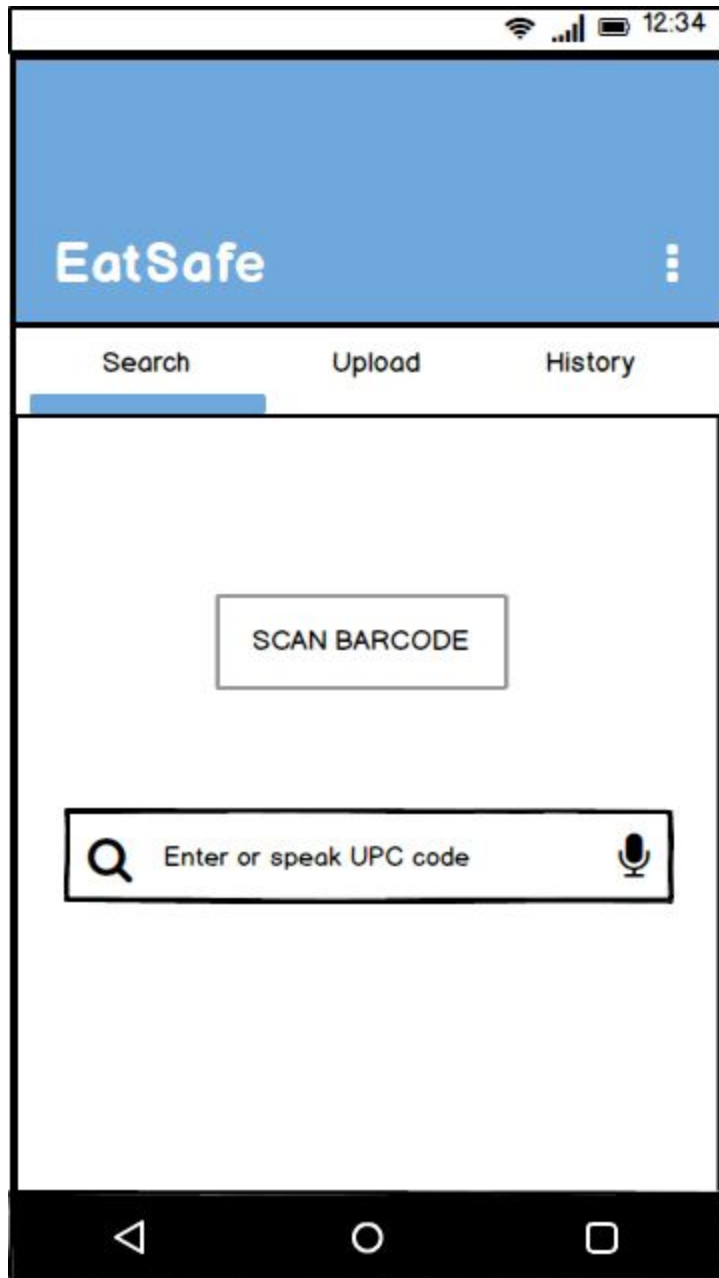 12:34
EatSafe
Search Upload History
SCAN BARCODE
Enter or speak UPC code